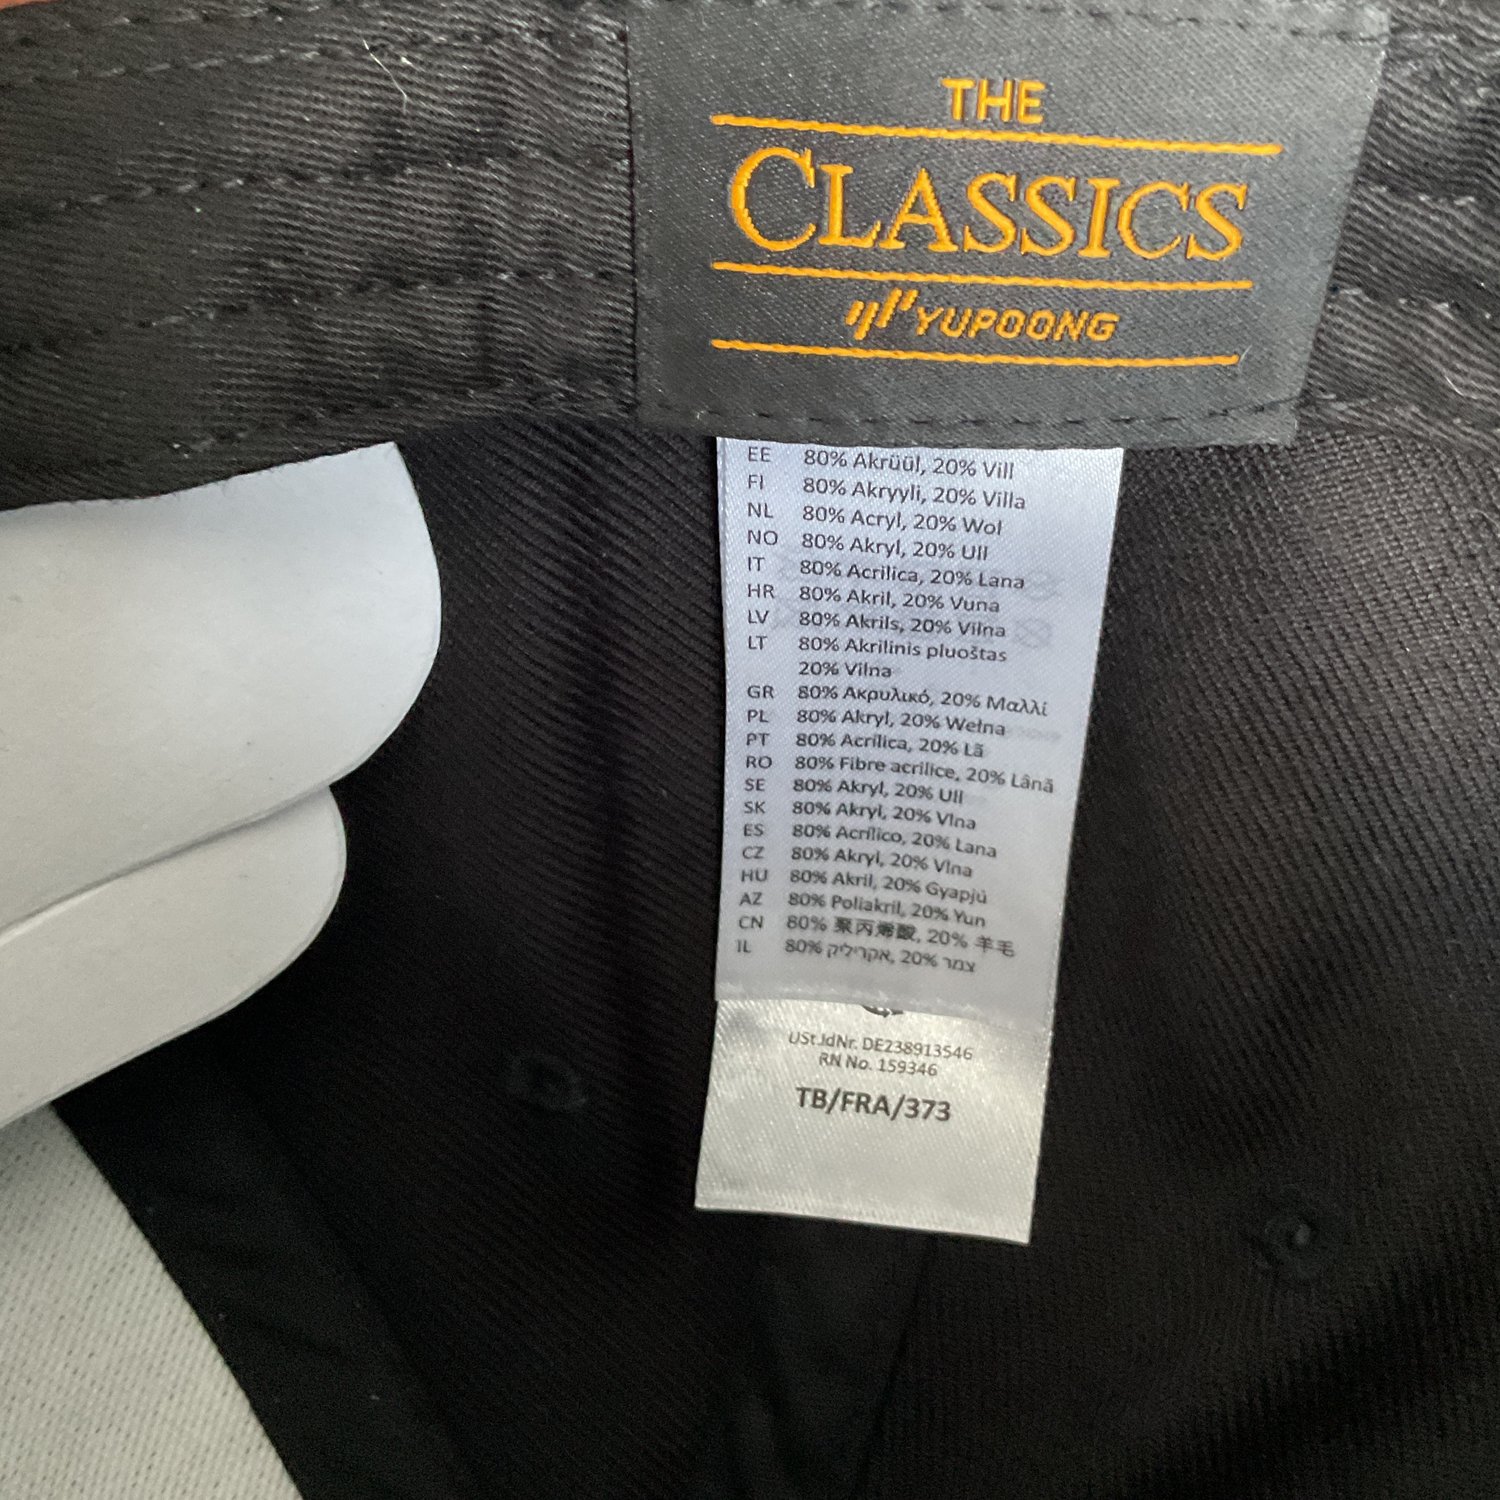 THE
CLASSICS
YUPOONG
EE 80% Akrüül, 20% Vill
FI 80% Akryyli, 20% Villa
NL 80% Acryl, 20% Wol
NO 80% Akryl, 20% Ull
IT 80% Acrilica, 20% Lana
HR 80% Akril, 20% Vuna
LV 80% Akrils, 20% Vilna
LT 80% Akrilinis pluoštas
20% Vilna
GR 80% Ακρυλικό, 20% Μαλλί
PL 80% Akryl, 20% Wełna
PT 80% Acrílica, 20% Lã
RO 80% Fibre acrilice, 20% Lână
SE 80% Akryl, 20% Ull
SK 80% Akryl, 20% Vlna
ES 80% Acrílico, 20% Lana
CZ 80% Akryl, 20% Vlna
HU 80% Akril, 20% Gyapjú
AZ 80% Poliakril, 20% Yun
CN 80% 聚丙烯酸, 20% 羊毛
IL 80% אקריליק, 20% צמר
USt.IdNr. DE238913546
RN No. 159346
TB/FRA/373